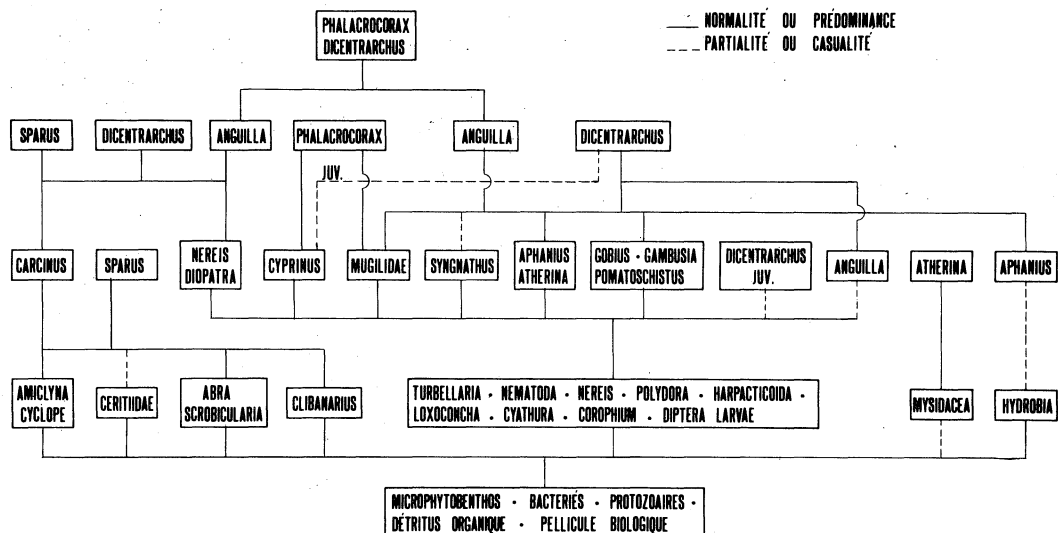 PHALACROCORAX
DICENTRARCHUS
NORMALITÉ OU PRÉDOMINANCE
PARTIALITÉ OU CASUALITÉ
SPARUS
DICENTRARCHUS
ANGUILLA
PHALACROCORAX
ANGUILLA
DICENTRARCHUS
JUV.
CARCINUS
SPARUS
NEREIS
DIOPATRA
CYPRINUS
MUGILIDAE
SYNGNATHUS
APHANIUS
ATHERINA
GOBIUS - GAMBUSIA
POMATOSCHISTUS
DICENTRARCHUS
JUV.
ANGUILLA
ATHERINA
APHANIUS
AMICLYNA
CYCLOPE
CERITIIDAE
ABRA
SCROBICULARIA
CLIBANARIUS
TURBELLARIA - NEMATODA - NEREIS - POLYDORA - HARPACTICOIDA -
LOXOCONCHA - CYATHURA - COROPHIUM - DIPTERA LARVAE
MYSIDACEA
HYDROBIA
MICROPHYTOBENTHOS - BACTERIÉS - PROTOZOAIRES -
DÉTRITUS ORGANIQUE - PELLICULE BIOLOGIQUE